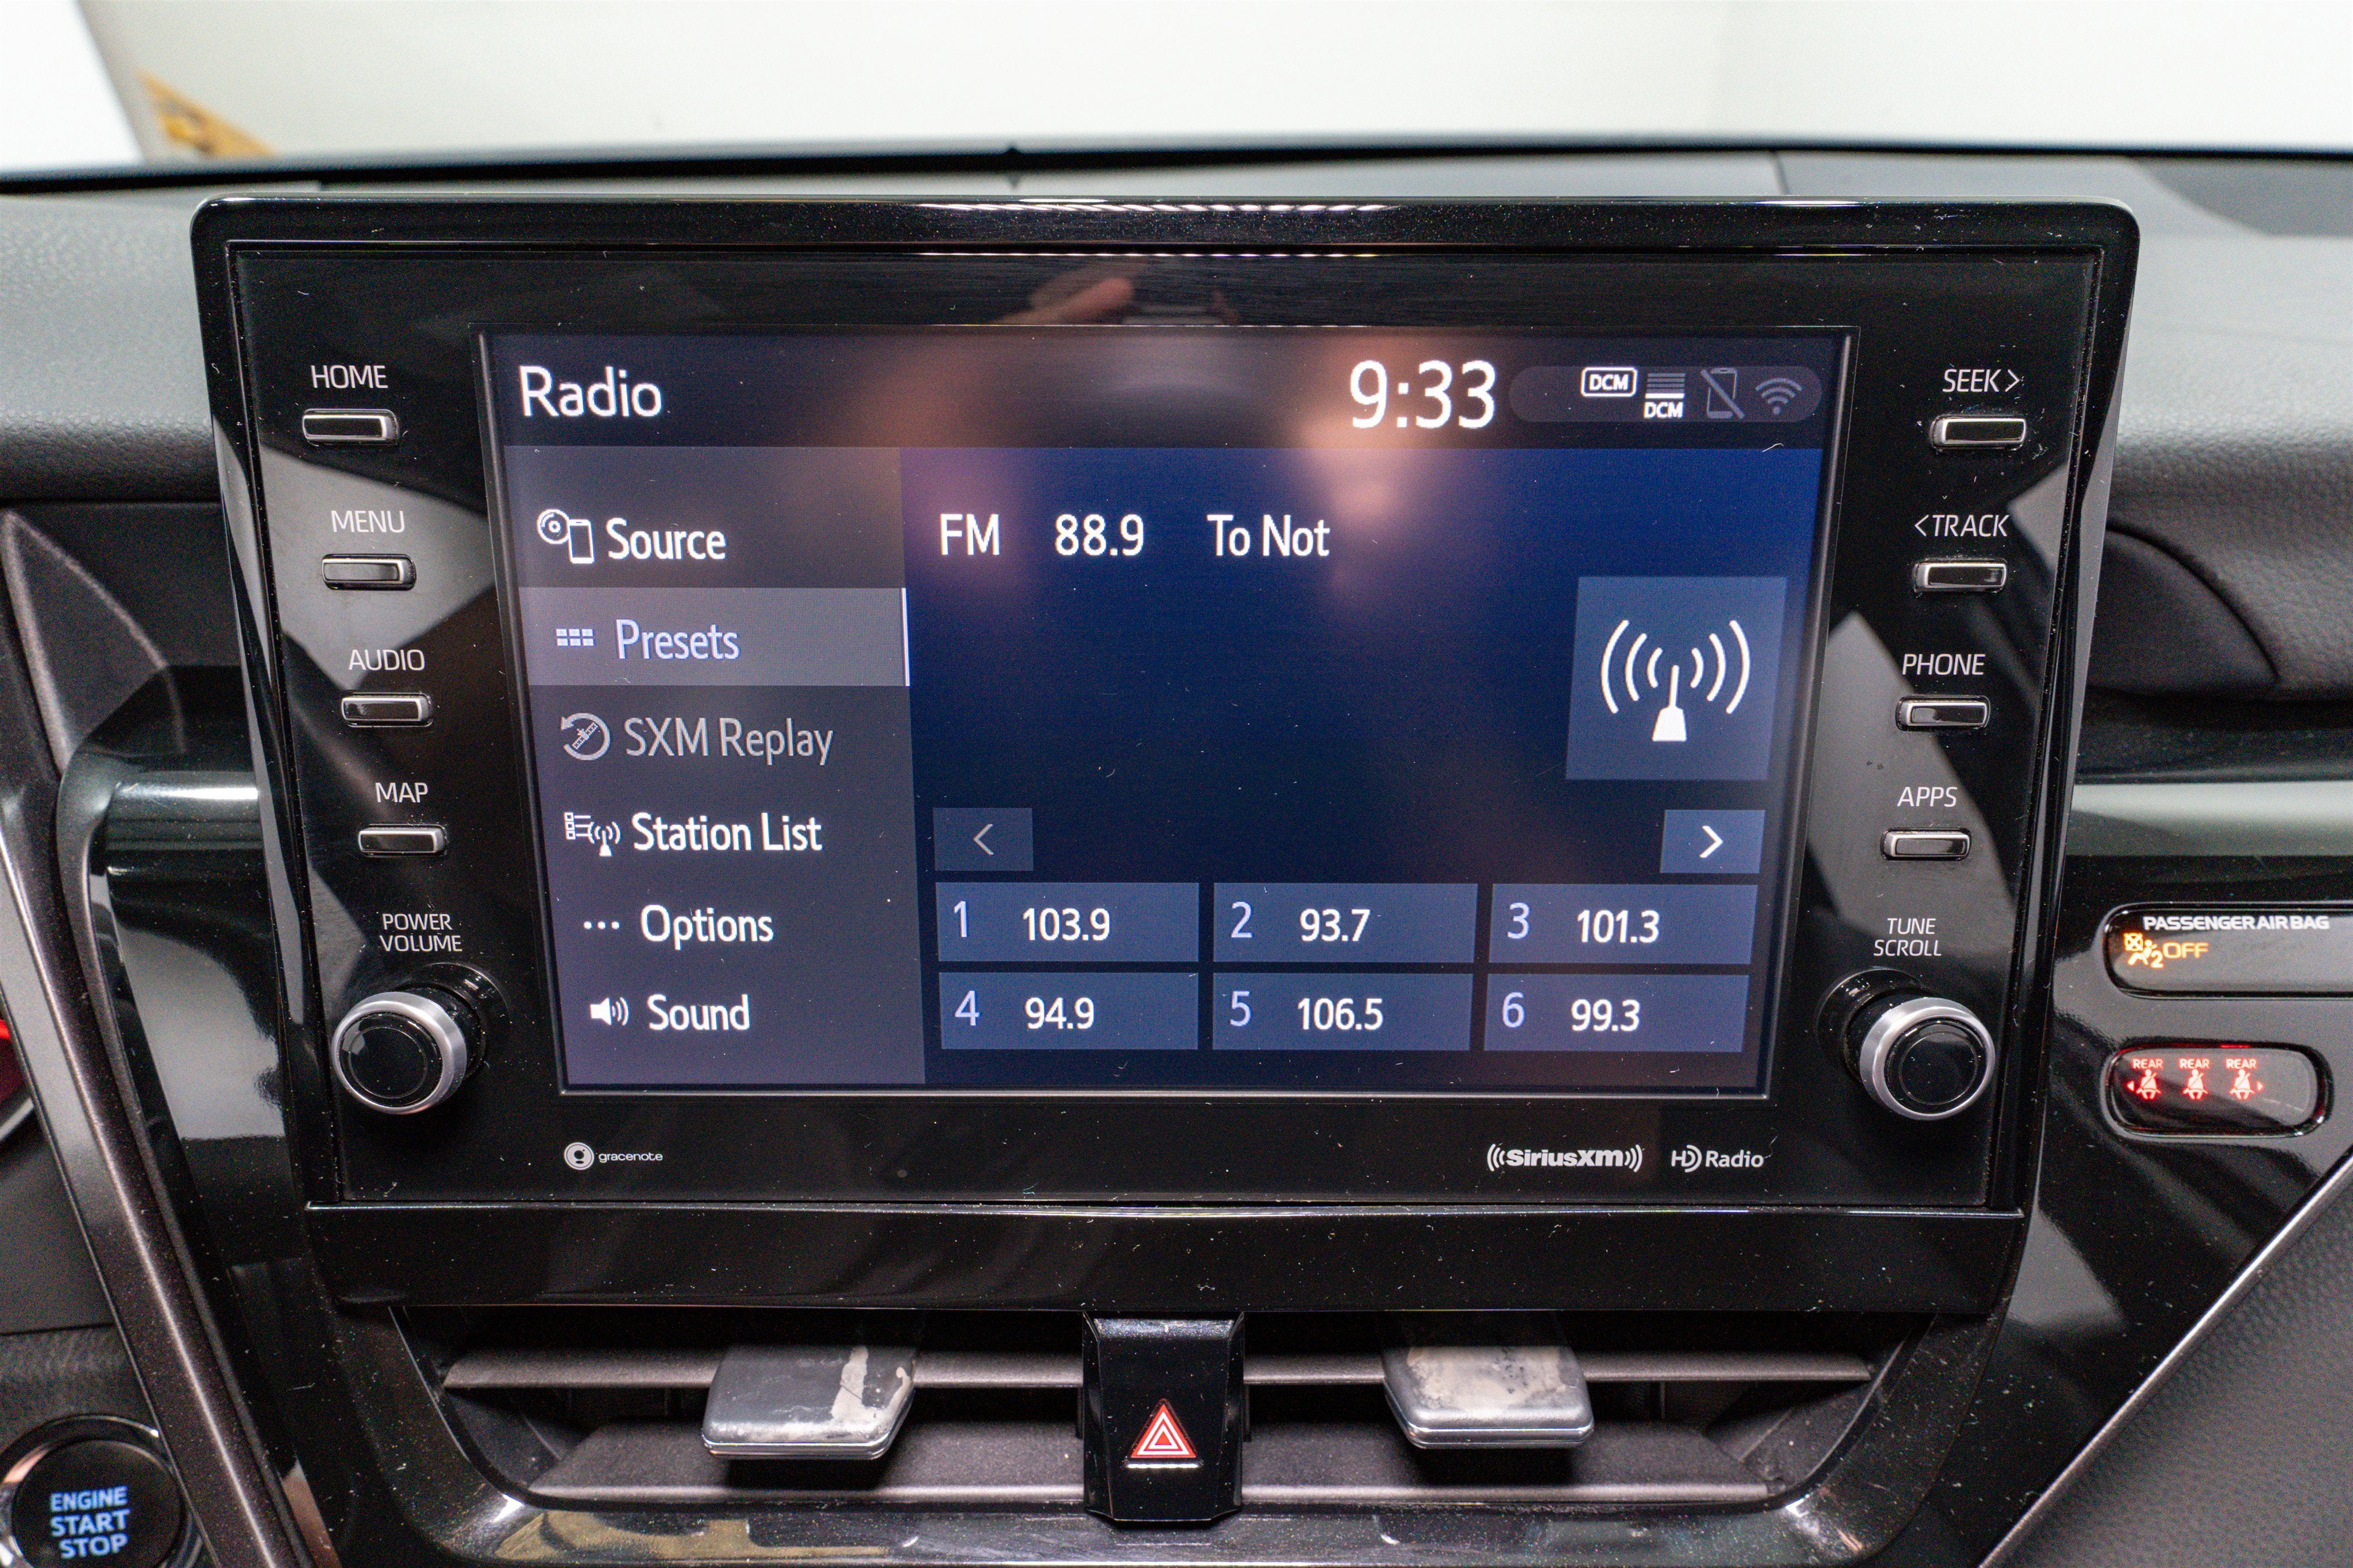 HOME
MENU
AUDIO
MAP
POWER
VOLUME
Radio
9:33
DCM
DCM
Source
Presets
SXM Replay
Station List
Options
Sound
FM 88.9 To Not
<
>
1 103.9
2 93.7
3 101.3
4 94.9
5 106.5
6 99.3
SEEK >
< TRACK
PHONE
APPS
TUNE
SCROLL
gracenote
((SiriusXM))
HD Radio
PASSENGER AIR BAG
2 OFF
REAR REAR REAR
ENGINE
START
STOP